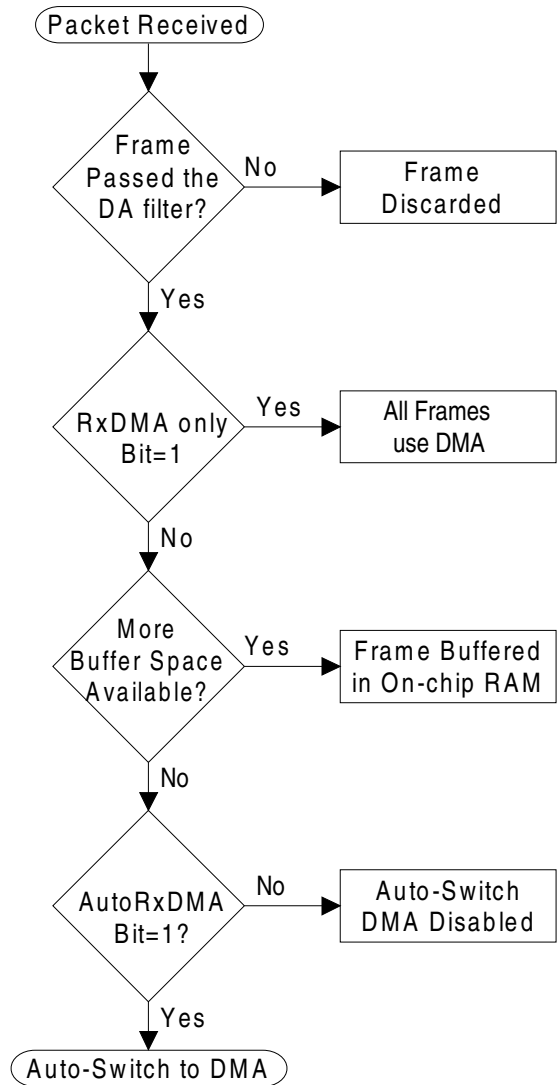 Packet Received
Frame
Passed the
DA filter?
No
Frame
Discarded
Yes
RxDMA only
Bit=1
Yes
All Frames
use DMA
No
More
Buffer Space
Available?
Yes
Frame Buffered
in On-chip RAM
No
AutoRxDMA
Bit=1?
No
Auto-Switch
DMA Disabled
Yes
Auto-Switch to DMA